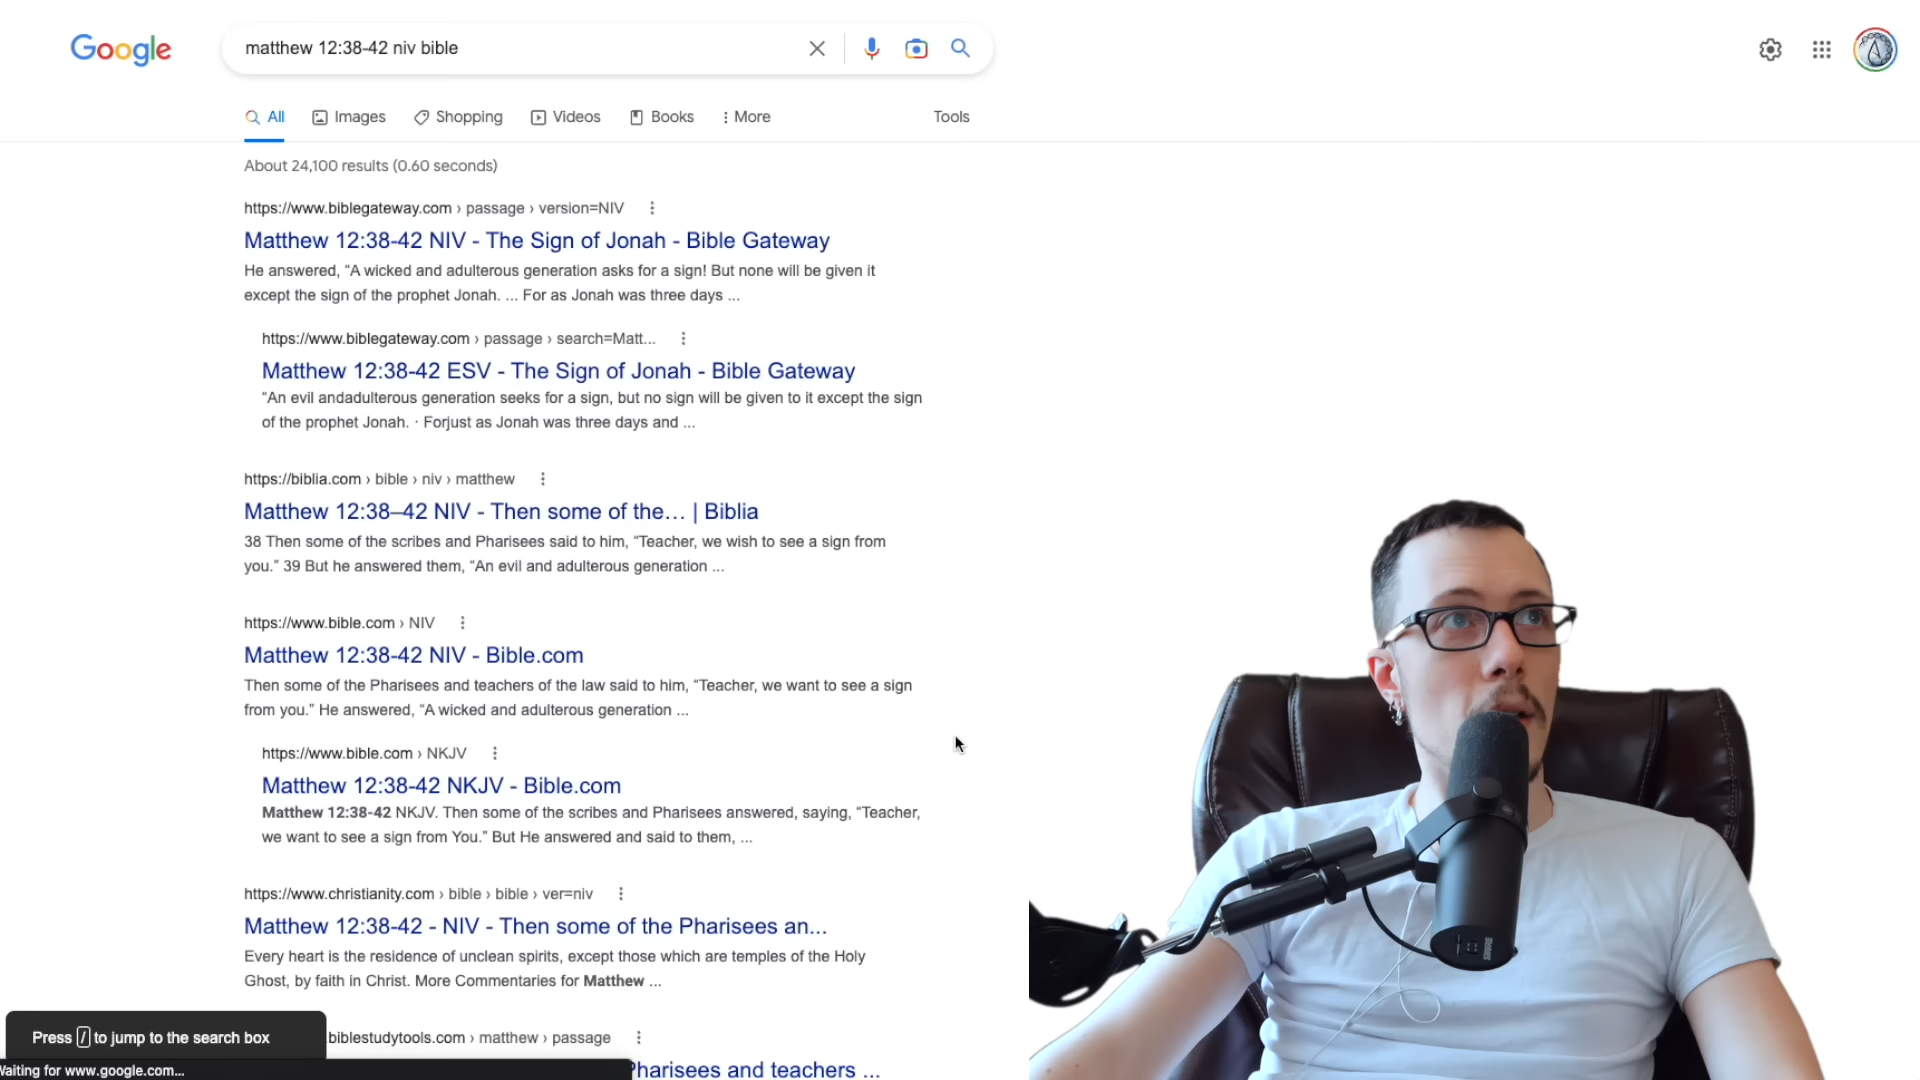 Google
matthew 12:38-42 niv bible
All Images Shopping Videos Books More Tools
About 24,100 results (0.60 seconds)
https://www.biblegateway.com › passage › version=NIV
Matthew 12:38-42 NIV - The Sign of Jonah - Bible Gateway
He answered, “A wicked and adulterous generation asks for a sign! But none will be given it
except the sign of the prophet Jonah. ... For as Jonah was three days ...
https://www.biblegateway.com › passage › search=Matt...
Matthew 12:38-42 ESV - The Sign of Jonah - Bible Gateway
“An evil andadulterous generation seeks for a sign, but no sign will be given to it except the sign
of the prophet Jonah. · Forjust as Jonah was three days and ...
https://biblia.com › bible › niv › matthew
Matthew 12:38–42 NIV - Then some of the… | Biblia
38 Then some of the scribes and Pharisees said to him, “Teacher, we wish to see a sign from
you.” 39 But he answered them, “An evil and adulterous generation ...
https://www.bible.com › NIV
Matthew 12:38-42 NIV - Bible.com
Then some of the Pharisees and teachers of the law said to him, “Teacher, we want to see a sign
from you.” He answered, “A wicked and adulterous generation ...
https://www.bible.com › NKJV
Matthew 12:38-42 NKJV - Bible.com
Matthew 12:38-42 NKJV. Then some of the scribes and Pharisees answered, saying, “Teacher,
we want to see a sign from You.” But He answered and said to them, ...
https://www.christianity.com › bible › bible › ver=niv
Matthew 12:38-42 - NIV - Then some of the Pharisees an...
Every heart is the residence of unclean spirits, except those which are temples of the Holy
Ghost, by faith in Christ. More Commentaries for Matthew ...
Press / to jump to the search box
biblestudytools.com › matthew › passage
Waiting for www.google.com...
Pharisees and teachers ...